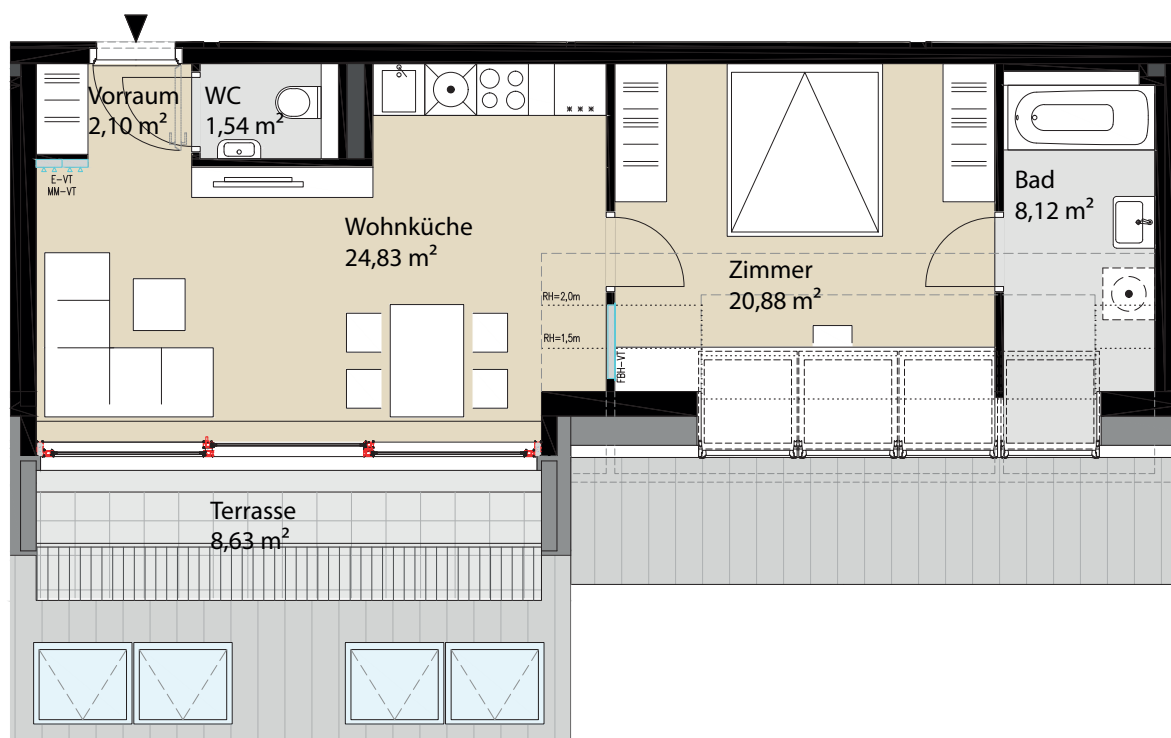 Vorraum
2,10 m²
WC
1,54 m²
E-VT
MM-VT
Wohnküche
24,83 m²
Bad
8,12 m²
Zimmer
20,88 m²
RH=2,0m
RH=1,5m
FBH-VT
Terrasse
8,63 m²